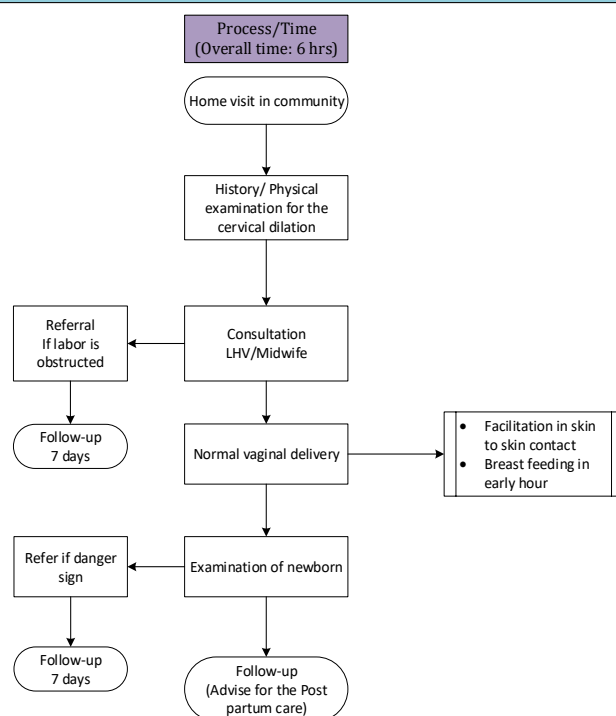 Process/Time
(Overall time: 6 hrs)
Home visit in community
History/ Physical
examination for the
cervical dilation
Referral
If labor is
obstructed
Consultation
LHV/Midwife
Follow-up
7 days
Normal vaginal delivery
• Facilitation in skin
to skin contact
• Breast feeding in
early hour
Refer if danger
sign
Examination of newborn
Follow-up
7 days
Follow-up
(Advise for the Post
partum care)